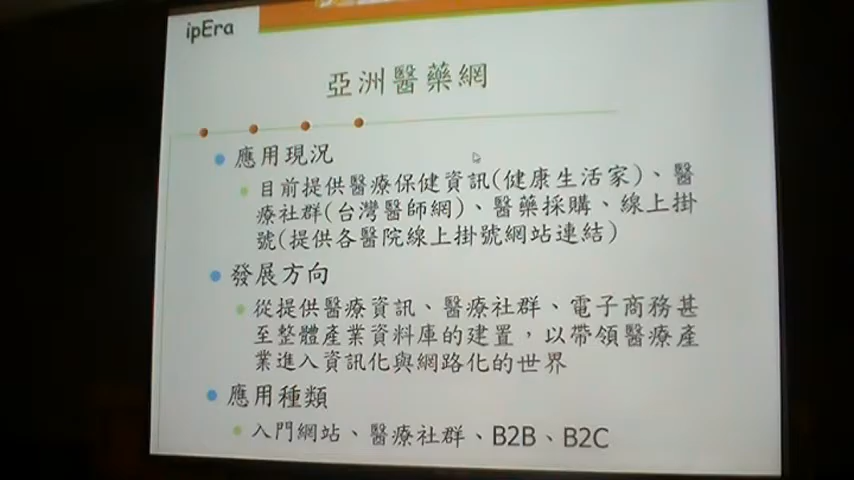 ipEra
亞洲醫藥網
應用現況
目前提供醫療保健資訊(健康生活家)、醫
療社群(台灣醫師網)、醫藥採購、線上掛
號(提供各醫院線上掛號網站連結)
發展方向
從提供醫療資訊、醫療社群、電子商務甚
至整體產業資料庫的建置，以帶領醫療產
業進入資訊化與網路化的世界
應用種類
入門網站、醫療社群、B2B、B2C